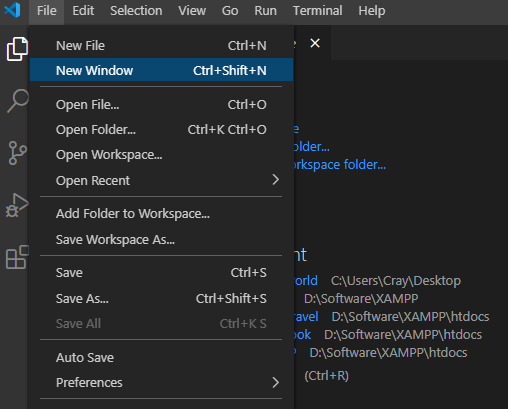 File Edit Selection View Go Run Terminal Help
New File Ctrl+N
New Window Ctrl+Shift+N
Open File... Ctrl+O
Open Folder... Ctrl+K Ctrl+O
Open Workspace...
Open Recent
Add Folder to Workspace...
Save Workspace As...
Save Ctrl+S
Save As... Ctrl+Shift+S
Save All Ctrl+K S
Auto Save
Preferences
e
older...
orkspace folder...
nt
orld C:\Users\Cray\Desktop
D:\Software\XAMPP
ravel D:\Software\XAMPP\htdocs
ook D:\Software\XAMPP\htdocs
D:\Software\XAMPP\htdocs
(Ctrl+R)